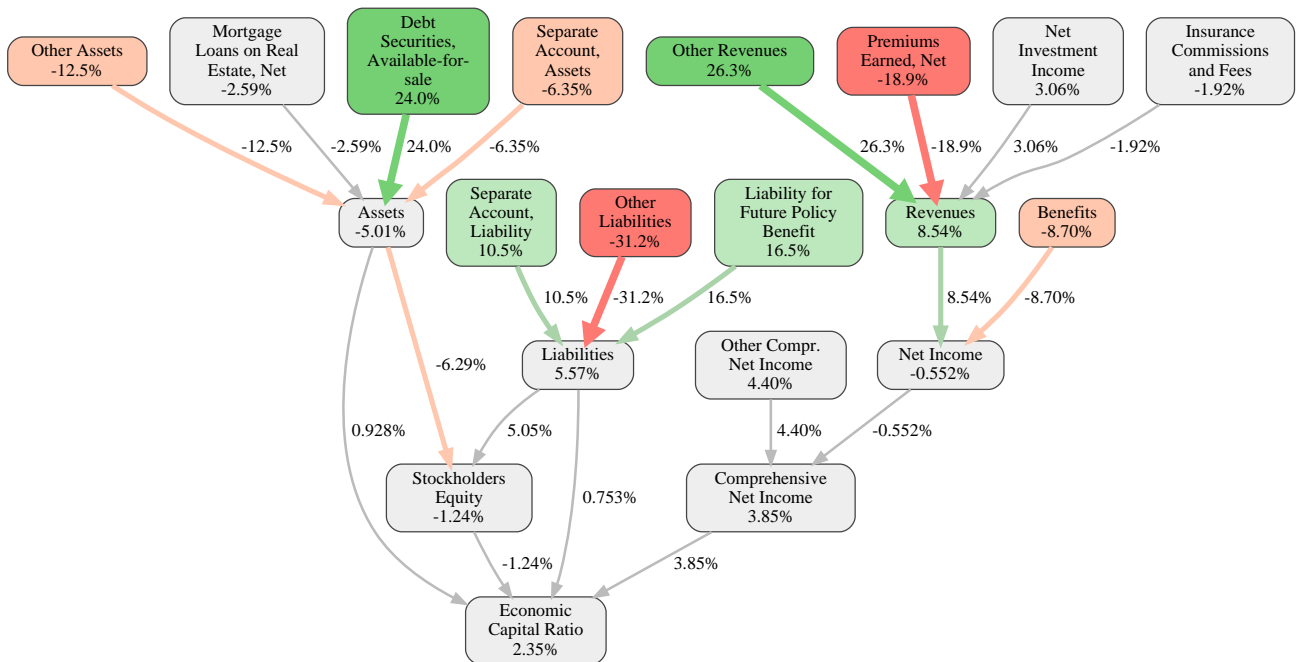 Other Assets
-12.5%
Mortgage
Loans on Real
Estate, Net
-2.59%
Debt
Securities,
Available-for-
sale
24.0%
Separate
Account,
Assets
-6.35%
Other Revenues
26.3%
Premiums
Earned, Net
-18.9%
Net
Investment
Income
3.06%
Insurance
Commissions
and Fees
-1.92%
-12.5%
-2.59%
24.0%
-6.35%
26.3%
-18.9%
3.06%
-1.92%
Assets
-5.01%
Separate
Account,
Liability
10.5%
Other
Liabilities
-31.2%
Liability for
Future Policy
Benefit
16.5%
Revenues
8.54%
Benefits
-8.70%
10.5%
-31.2%
16.5%
8.54%
-8.70%
-6.29%
Liabilities
5.57%
Other Compr.
Net Income
4.40%
Net Income
-0.552%
0.928%
5.05%
4.40%
-0.552%
Stockholders
Equity
-1.24%
0.753%
Comprehensive
Net Income
3.85%
-1.24%
3.85%
Economic
Capital Ratio
2.35%